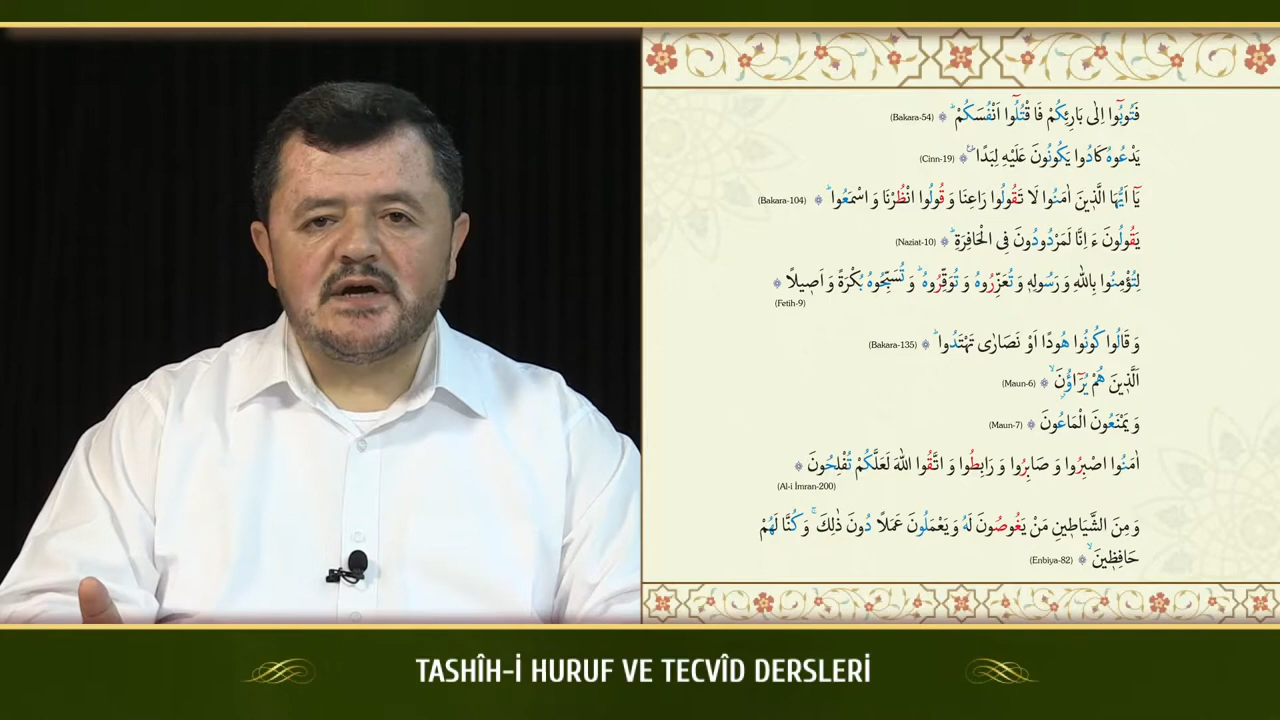 فَتُوبُٓوا اِلٰى بَارِئِكُمْ فَاقْتُلُٓوا اَنْفُسَكُمْۜ (Bakara-54)
يَدْعُوهُ كَادُوا يَكُونُونَ عَلَيْهِ لِبَدًاۜ (Cinn-19)
يَٓا اَيُّهَا الَّذ۪ينَ اٰمَنُوا لَا تَقُولُوا رَاعِنَا وَ قُولُوا انْظُرْنَا وَ اسْمَعُواۜ (Bakara-104)
يَقُولُونَ ءَ اِنَّا لَمَرْدُودُونَ فِى الْحَافِرَةِۜ (Naziat-10)
لِتُؤْمِنُوا بِاللّٰهِ وَ رَسُولِه۪ وَ تُعَزِّرُوهُ وَ تُوَقِّرُوهُۜ وَ تُسَبِّحُوهُ بُكْرَةً وَ اَص۪يلًا
(Fetih-9)
وَ قَالُوا كُونُوا هُودًا اَوْ نَصَارٰى تَهْتَدُواۜ (Bakara-135)
اَلَّذ۪ينَ هُمْ يُرَٓاؤُ۫نَۙ (Maun-6)
وَ يَمْنَعُونَ الْمَاعُونَ (Maun-7)
اٰمَنُوا اصْبِرُوا وَ صَابِرُوا وَ رَابِطُوا وَ اتَّقُوا اللّٰهَ لَعَلَّكُمْ تُفْلِحُونَ
(Al-i İmran-200)
وَ مِنَ الشَّيَاط۪ينِ مَنْ يَغُوصُونَ لَهُ وَ يَعْمَلُونَ عَمَلًا دُونَ ذٰلِكَۚ وَ كُنَّا لَهُمْ
حَافِظ۪ينَۙ (Enbiya-82)
TASHÎH-İ HURUF VE TECVÎD DERSLERİ